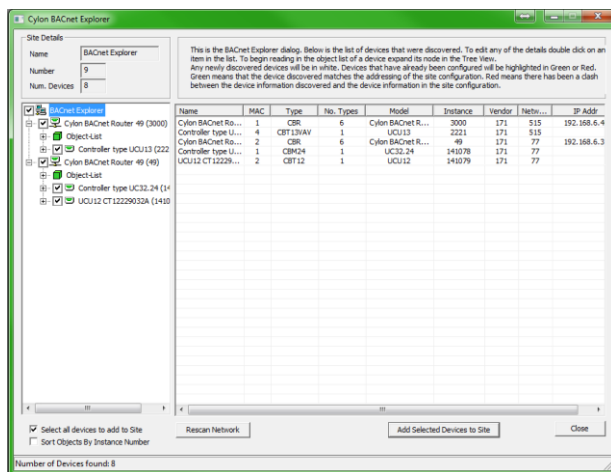 Cylon BACnet Explorer
Site Details
Name BACnet Explorer
Number 9
Num. Devices 8
This is the BACnet Explorer dialog. Below is the list of devices that were discovered. To edit any of the details double click on an
item in the list. To begin reading in the object list of a device expand its node in the Tree View.
Any newly discovered devices will be in white. Devices that have already been configured will be highlighted in Green or Red.
Green means that the device discovered matches the addressing of the site configuration. Red means there has been a clash
between the device information discovered and the device information in the site configuration.
BACnet Explorer
Cylon BACnet Router 49 (3000)
Object-List
Controller type UCU13 (222
Cylon BACnet Router 49 (49)
Object-List
Controller type UC32.24 (14
UCU12 CT12229032A (1410
Name MAC Type No. Types Model Instance Vendor Netw... IP Addr
Cylon BACnet Ro... 1 CBR 6 Cylon BACnet R... 3000 171 515 192.168.6.4
Controller type U... 4 CBT13VAV 1 UCU13 2221 171 515
Cylon BACnet Ro... 2 CBR 6 Cylon BACnet R... 49 171 77 192.168.6.3
Controller type U... 1 CBM24 1 UC32.24 141078 171 77
UCU12 CT12229... 2 CBT12 1 UCU12 141079 171 77
Select all devices to add to Site
Sort Objects By Instance Number
Rescan Network
Add Selected Devices to Site
Close
Number of Devices found: 8